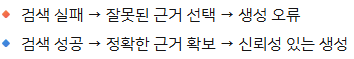 검색 실패 → 잘못된 근거 선택 → 생성 오류
검색 성공 → 정확한 근거 확보 → 신뢰성 있는 생성